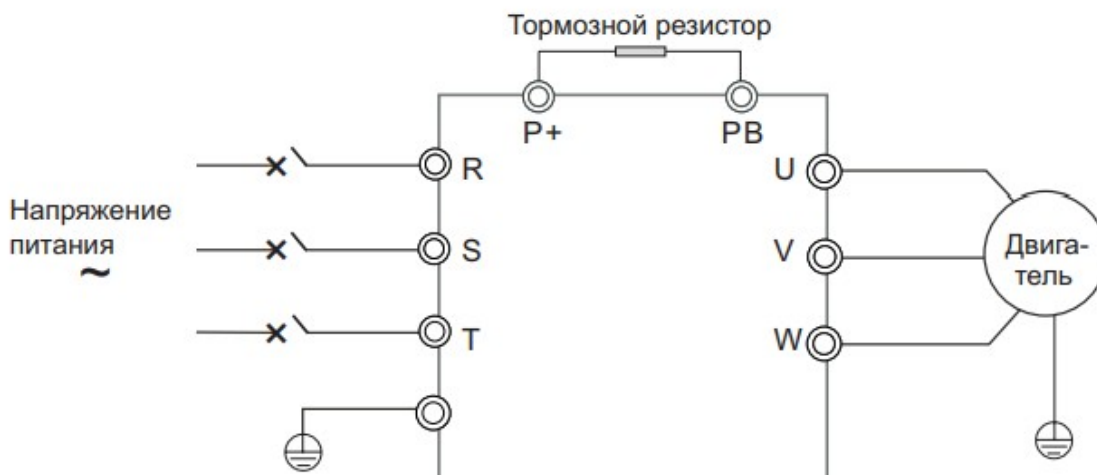 Тормозной резистор
P+
PB
R
U
Напряжение
питания
~
S
V
Двига-
тель
T
W